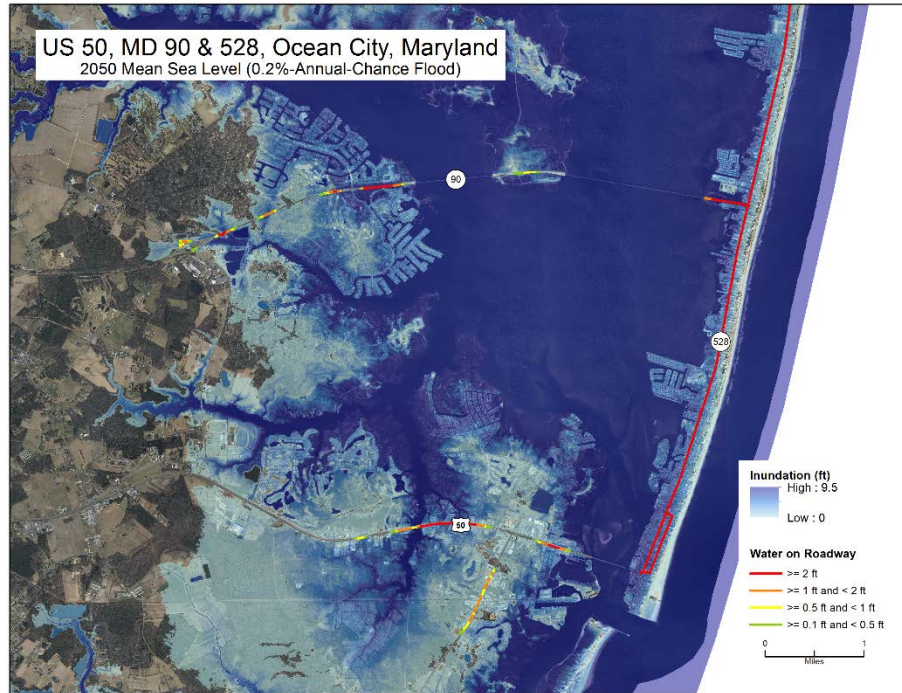 US 50, MD 90 & 528, Ocean City, Maryland
2050 Mean Sea Level (0.2%-Annual-Chance Flood)
90
528
50
Inundation (ft)
High : 9.5
Low : 0
Water on Roadway
>= 2 ft
>= 1 ft and < 2 ft
>= 0.5 ft and < 1 ft
>= 0.1 ft and < 0.5 ft
0 1
Miles